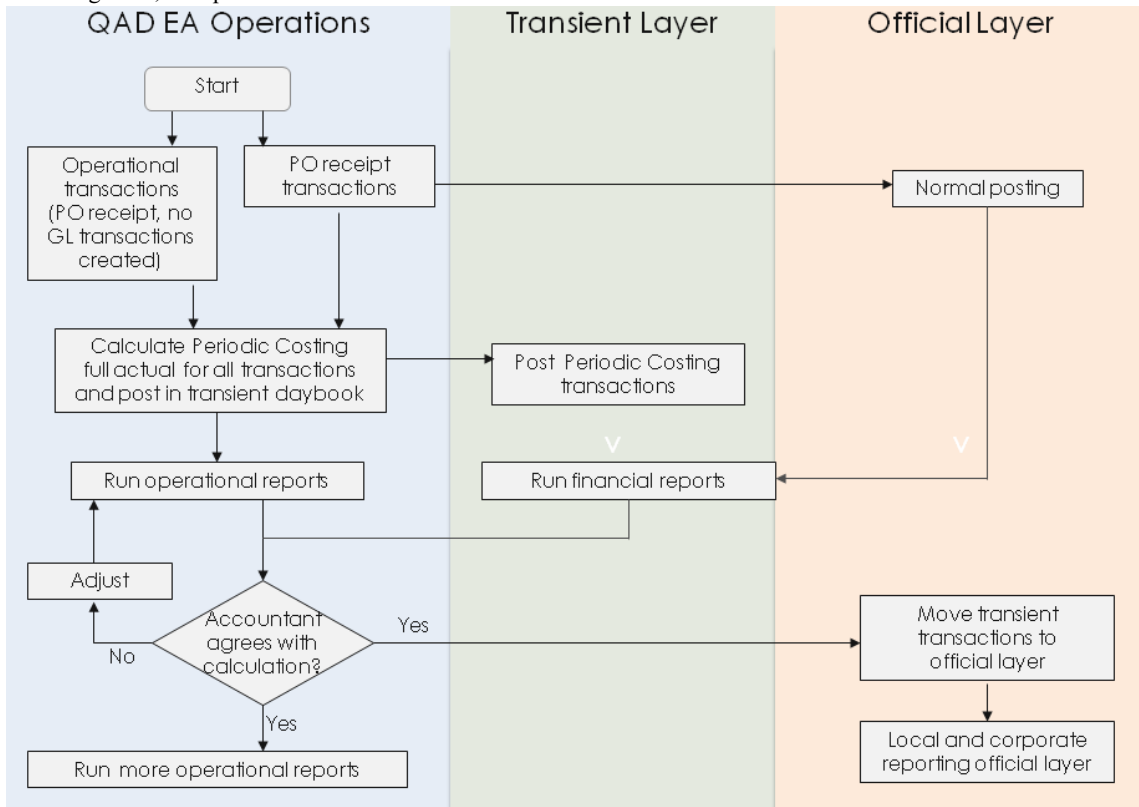 QAD EA Operations
Transient Layer
Official Layer
Start
Operational
transactions
(PO receipt, no
GL transactions
created)
PO receipt
transactions
Normal posting
Calculate Periodic Costing
full actual for all transactions
and post in transient daybook
Post Periodic Costing
transactions
V
V
Run operational reports
Run financial reports
Adjust
Accountant
agrees with
calculation?
Yes
No
Move transient
transactions to
official layer
Yes
Run more operational reports
Local and corporate
reporting official layer